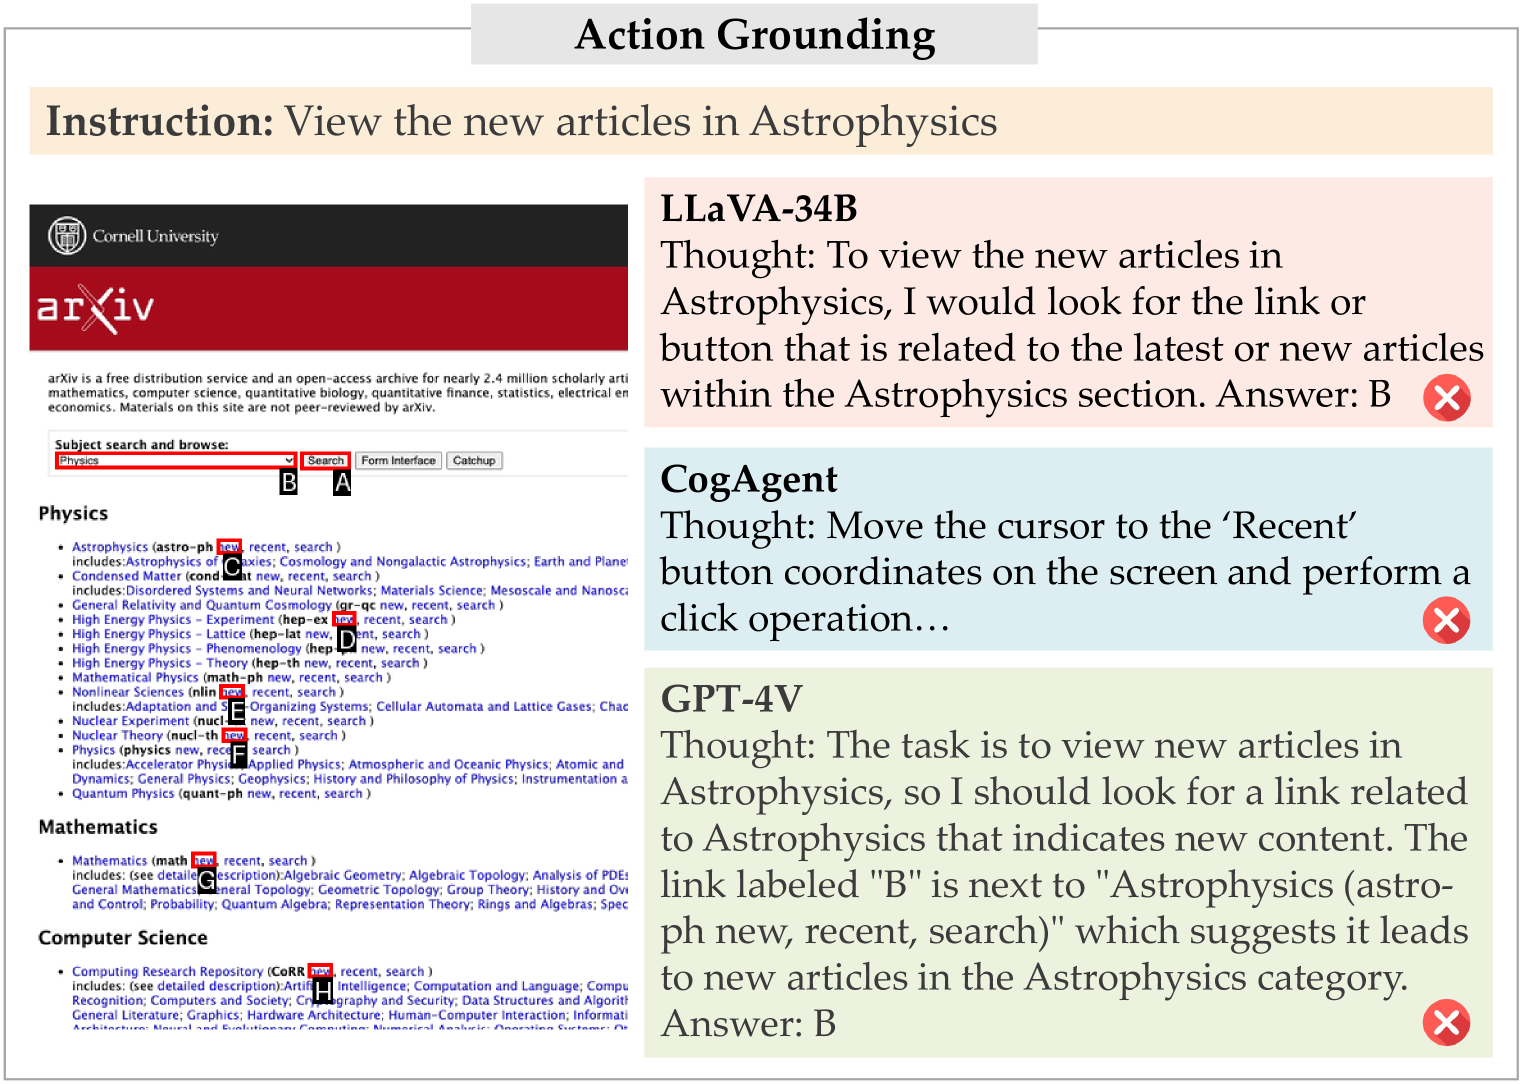 Action Grounding
Instruction: View the new articles in Astrophysics
Cornell University
arXiv
arXiv is a free distribution service and an open-access archive for nearly 2.4 million scholarly arti
mathematics, computer science, quantitative biology, quantitative finance, statistics, electrical en
economics. Materials on this site are not peer-reviewed by arXiv.
Subject search and browse:
Physics Search Form Interface Catchup
B A
Physics
• Astrophysics (astro-ph new, recent, search )
includes:Astrophysics of C axies; Cosmology and Nongalactic Astrophysics; Earth and Planet
• Condensed Matter (cond at new, recent, search )
includes:Disordered Systems and Neural Networks; Materials Science; Mesoscale and Nanosca
• General Relativity and Quantum Cosmology (gr-qc new, recent, search )
• High Energy Physics - Experiment (hep-ex new, recent, search )
• High Energy Physics - Lattice (hep-lat new, D ent, search )
• High Energy Physics - Phenomenology (hep- new, recent, search )
• High Energy Physics - Theory (hep-th new, recent, search )
• Mathematical Physics (math-ph new, recent, search )
• Nonlinear Sciences (nlin new, recent, search )
includes:Adaptation and S E -Organizing Systems; Cellular Automata and Lattice Gases; Chao
• Nuclear Experiment (nucl- new, recent, search )
• Nuclear Theory (nucl-th new, recent, search )
• Physics (physics new, rece F search )
includes:Accelerator Physi Applied Physics; Atmospheric and Oceanic Physics; Atomic and
Dynamics; General Physics; Geophysics; History and Philosophy of Physics; Instrumentation a
• Quantum Physics (quant-ph new, recent, search )
Mathematics
• Mathematics (math new, recent, search )
includes: (see detaile G escription):Algebraic Geometry; Algebraic Topology; Analysis of PDEs
General Mathematics eneral Topology; Geometric Topology; Group Theory; History and Ove
and Control; Probability; Quantum Algebra; Representation Theory; Rings and Algebras; Spec
Computer Science
• Computing Research Repository (CoRR new, recent, search )
includes: (see detailed description):Artifi H Intelligence; Computation and Language; Compu
Recognition; Computers and Society; Cryptography and Security; Data Structures and Algorith
General Literature; Graphics; Hardware Architecture; Human-Computer Interaction; Informati
Architecture; Neural and Evolutionary Computing; Numerical Analysis; Operating Systems; Ot
LLaVA-34B
Thought: To view the new articles in
Astrophysics, I would look for the link or
button that is related to the latest or new articles
within the Astrophysics section. Answer: B
CogAgent
Thought: Move the cursor to the ‘Recent’
button coordinates on the screen and perform a
click operation…
GPT-4V
Thought: The task is to view new articles in
Astrophysics, so I should look for a link related
to Astrophysics that indicates new content. The
link labeled "B" is next to "Astrophysics (astro-
ph new, recent, search)" which suggests it leads
to new articles in the Astrophysics category.
Answer: B